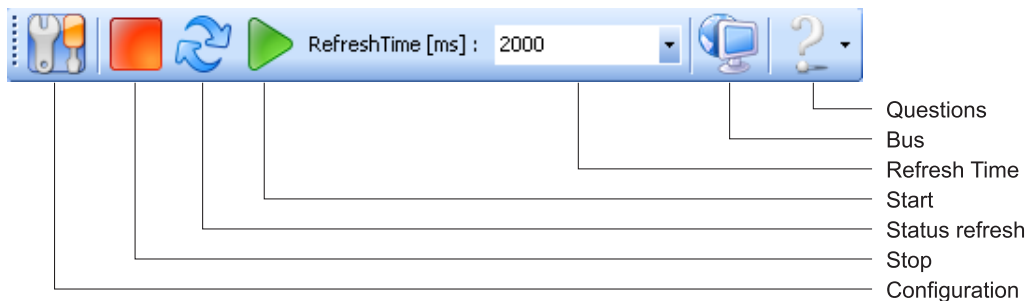 RefreshTime [ms] : 2000
Questions
Bus
Refresh Time
Start
Status refresh
Stop
Configuration